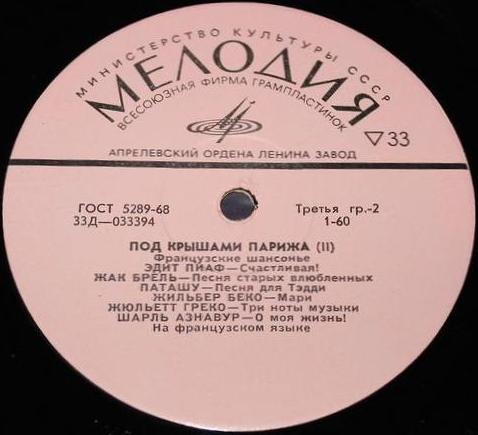 МИНИСТЕРСТВО КУЛЬТУРЫ СССР
МЕЛОДИЯ
ВСЕСОЮЗНАЯ ФИРМА ГРАМПЛАСТИНОК
▽33
АПРЕЛЕВСКИЙ ОРДЕНА ЛЕНИНА ЗАВОД
ГОСТ 5289-68 Третья гр.-2
33Д—033394 1-60
ПОД КРЫШАМИ ПАРИЖА (II)
Французские шансонье
ЭДИТ ПИАФ—Счастливая!
ЖАК БРЕЛЬ—Песня старых влюбленных
ПАТАШУ—Песня для Тэдди
ЖИЛЬБЕР БЕКО—Мари
ЖЮЛЬЕТТ ГРЕКО—Три ноты музыки
ШАРЛЬ АЗНАВУР—О моя жизнь!
На французском языке